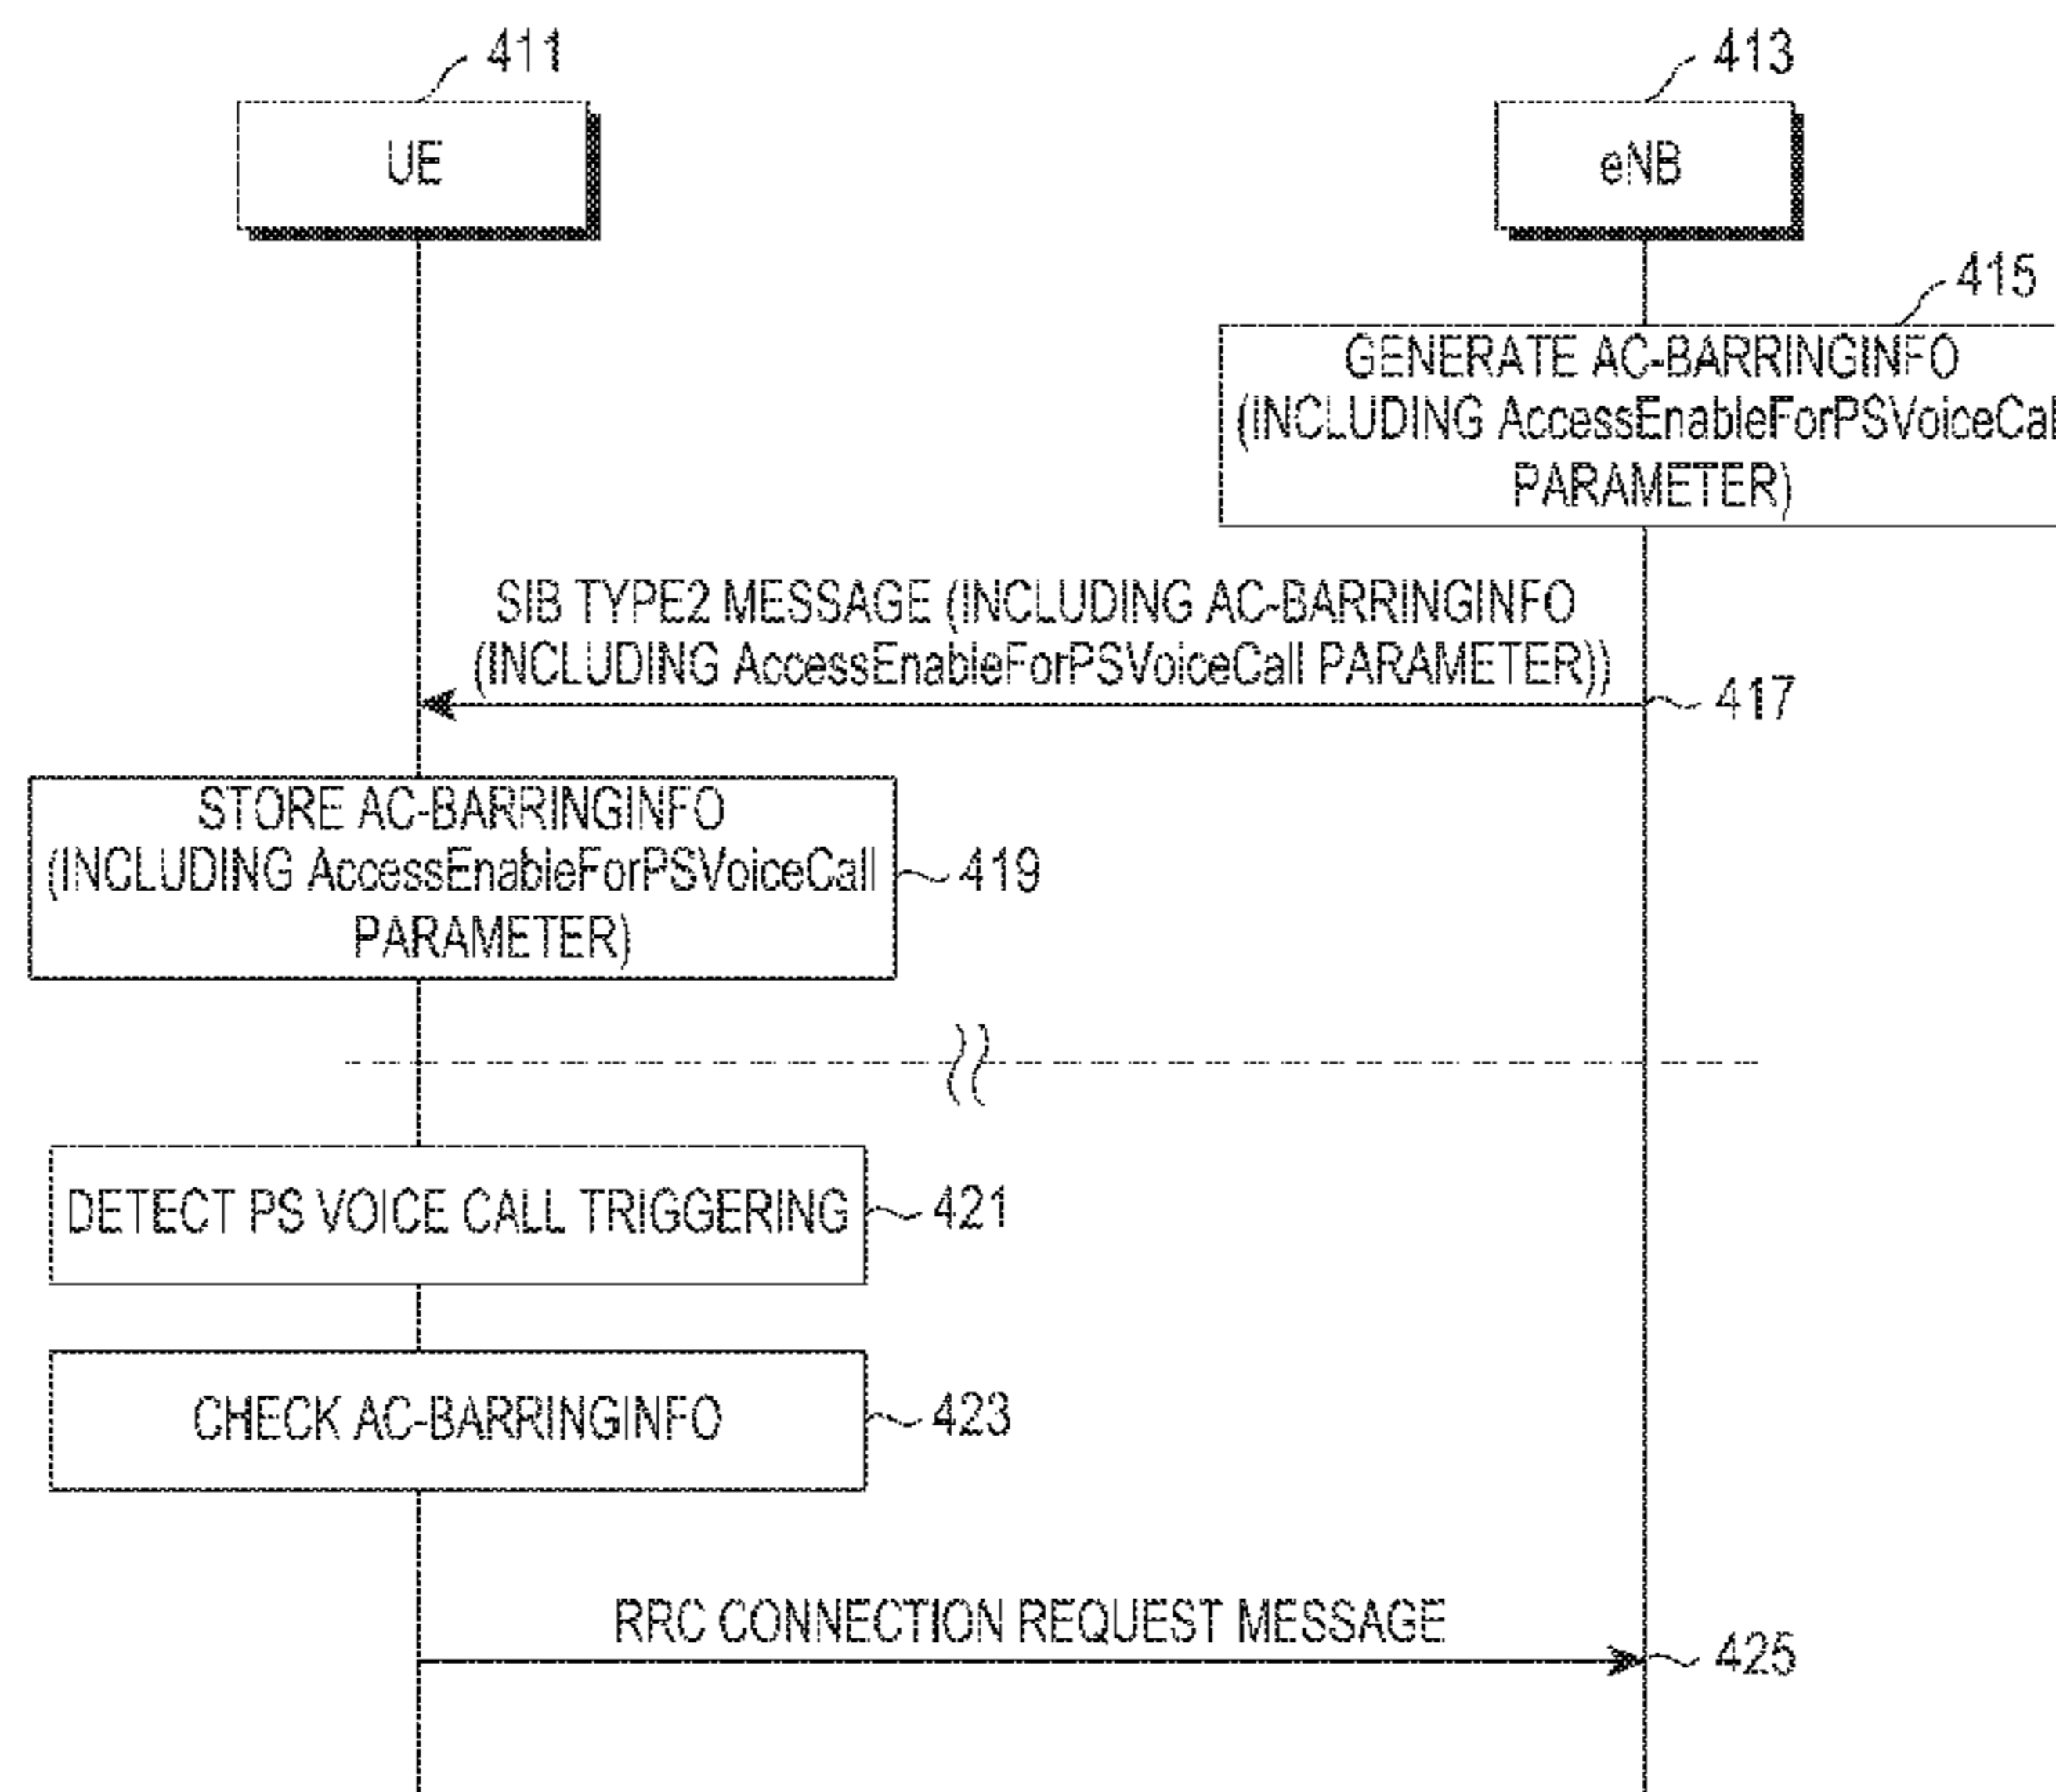 411
413
UE
eNB
415
GENERATE AC-BARRINGINFO
(INCLUDING AccessEnableForPSVoiceCall
PARAMETER)
SIB TYPE2 MESSAGE (INCLUDING AC-BARRINGINFO
(INCLUDING AccessEnableForPSVoiceCall PARAMETER))
417
STORE AC-BARRINGINFO
(INCLUDING AccessEnableForPSVoiceCall
PARAMETER)
419
DETECT PS VOICE CALL TRIGGERING
421
CHECK AC-BARRINGINFO
423
RRC CONNECTION REQUEST MESSAGE
425